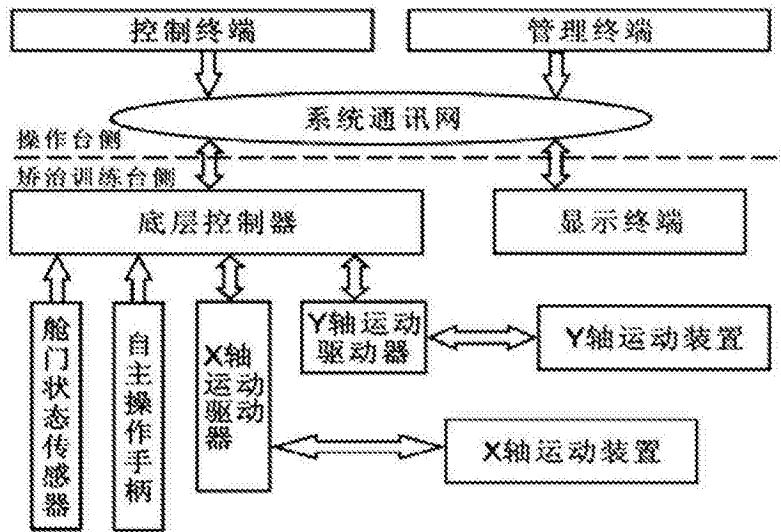 控制终端
管理终端
系统通讯网
操作台侧
矫治训练台侧
底层控制器
显示终端
舱门状态传感器
自主操作手柄
X轴
运动
驱动
器
Y轴运动
驱动器
Y轴运动装置
X轴运动装置